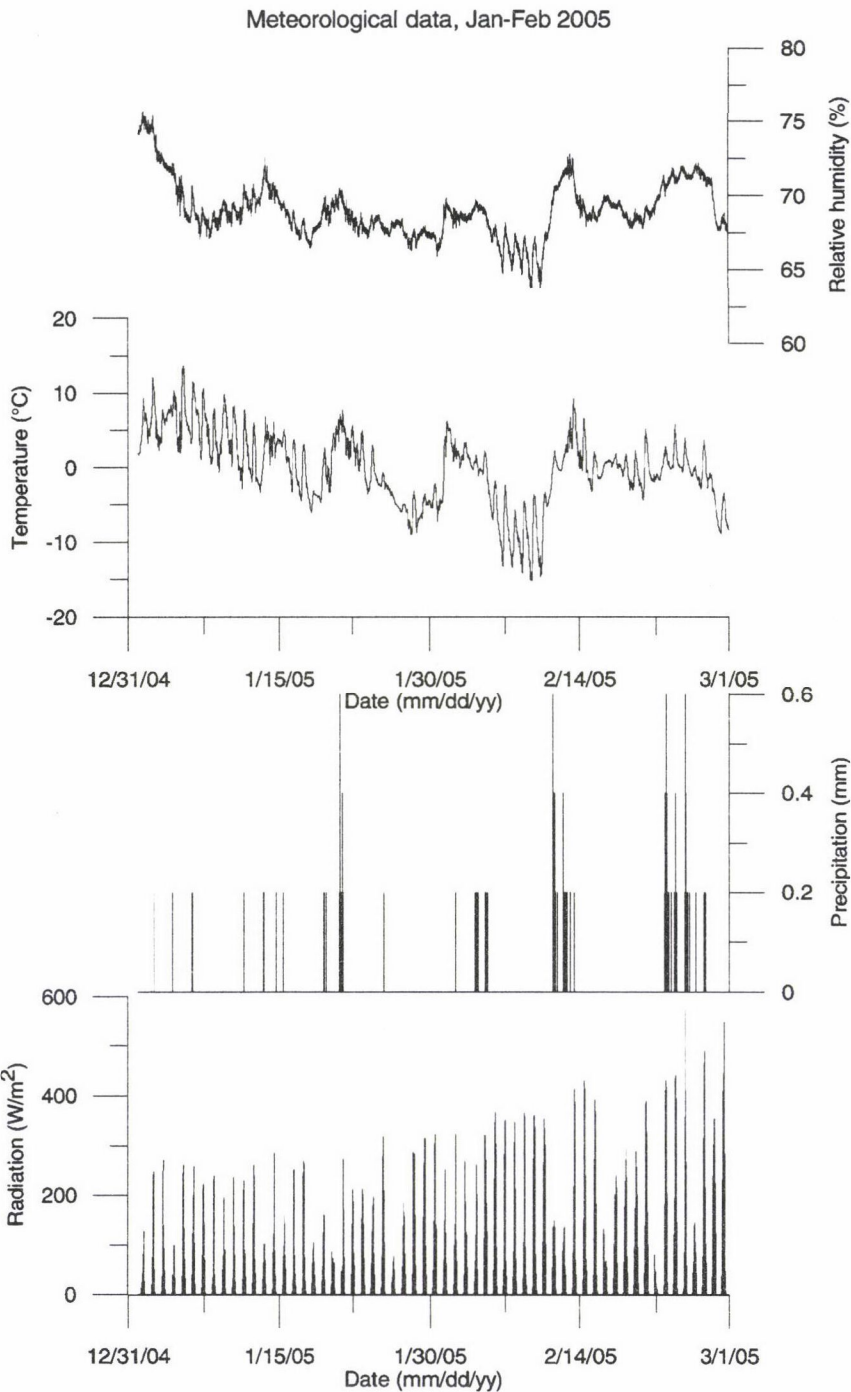 Meteorological data, Jan-Feb 2005
80
75
70
65
60
Relative humidity (%)
20
10
0
-10
-20
Temperature (°C)
12/31/04 1/15/05 1/30/05 2/14/05 3/1/05
Date (mm/dd/yy)
0.6
0.4
0.2
0
Precipitation (mm)
600
400
200
0
Radiation (W/m²)
12/31/04 1/15/05 1/30/05 2/14/05 3/1/05
Date (mm/dd/yy)